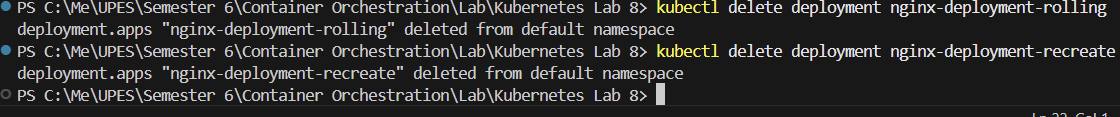 PS C:\Me\UPES\Semester 6\Container Orchestration\Lab\Kubernetes Lab 8> kubectl delete deployment nginx-deployment-rolling
deployment.apps "nginx-deployment-rolling" deleted from default namespace
PS C:\Me\UPES\Semester 6\Container Orchestration\Lab\Kubernetes Lab 8> kubectl delete deployment nginx-deployment-recreate
deployment.apps "nginx-deployment-recreate" deleted from default namespace
PS C:\Me\UPES\Semester 6\Container Orchestration\Lab\Kubernetes Lab 8>